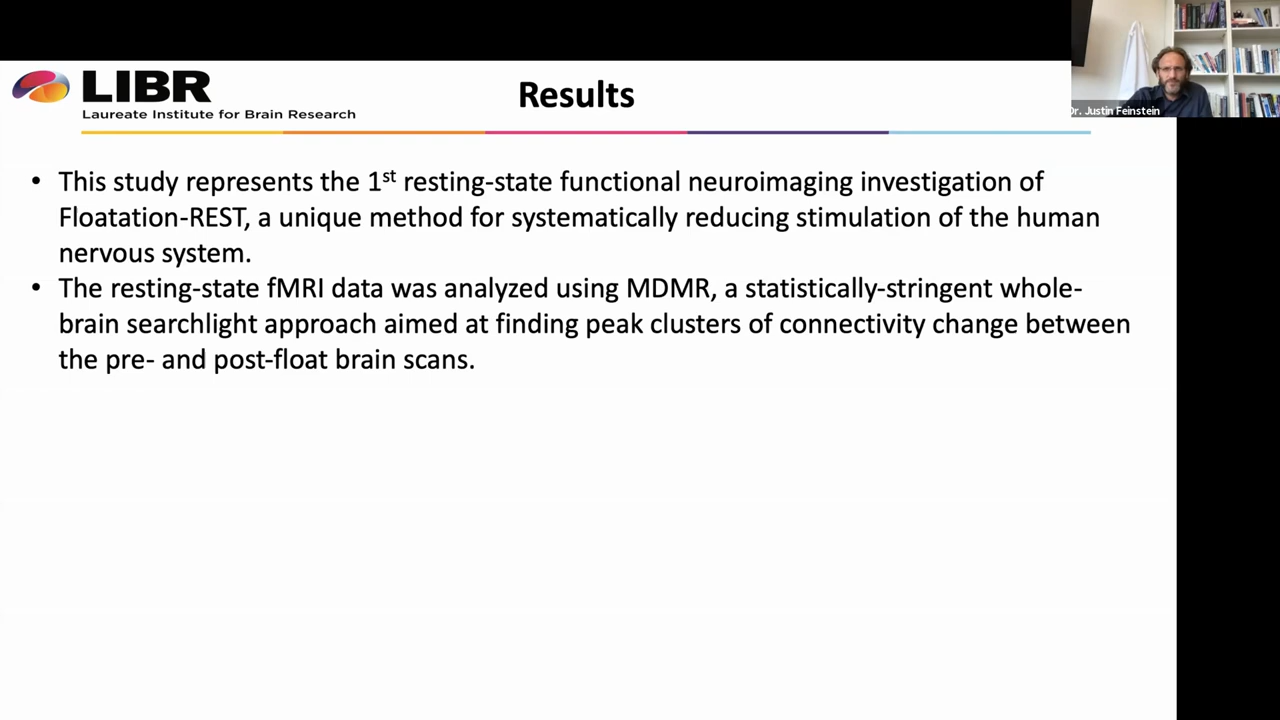 LIBR
Laureate Institute for Brain Research
Results
Dr. Justin Feinstein
• This study represents the 1st resting-state functional neuroimaging investigation of
Floatation-REST, a unique method for systematically reducing stimulation of the human
nervous system.
• The resting-state fMRI data was analyzed using MDMR, a statistically-stringent whole-
brain searchlight approach aimed at finding peak clusters of connectivity change between
the pre- and post-float brain scans.